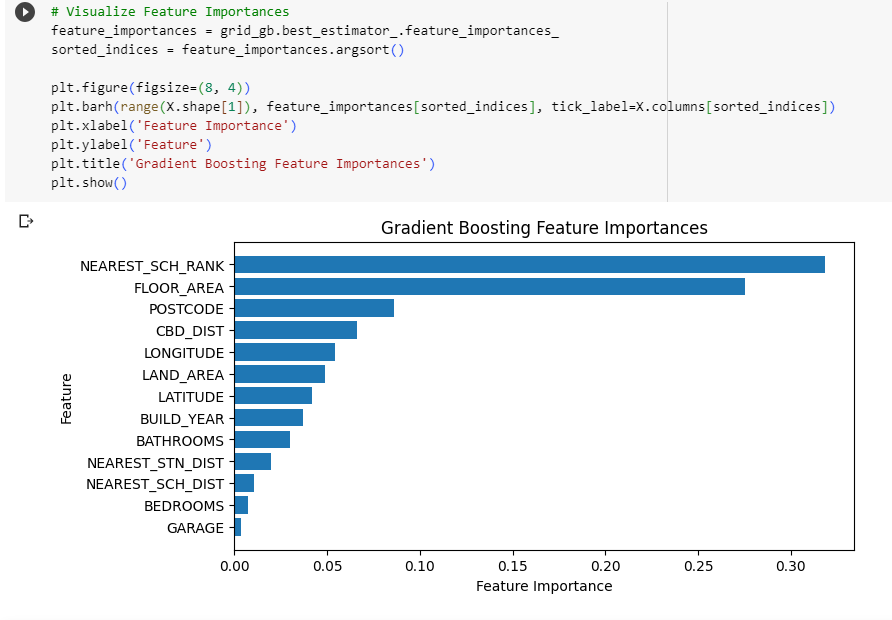 # Visualize Feature Importances
feature_importances = grid_gb.best_estimator_.feature_importances_
sorted_indices = feature_importances.argsort()
plt.figure(figsize=(8, 4))
plt.barh(range(X.shape[1]), feature_importances[sorted_indices], tick_label=X.columns[sorted_indices])
plt.xlabel('Feature Importance')
plt.ylabel('Feature')
plt.title('Gradient Boosting Feature Importances')
plt.show()
Gradient Boosting Feature Importances
NEAREST_SCH_RANK
FLOOR_AREA
POSTCODE
CBD_DIST
LONGITUDE
LAND_AREA
LATITUDE
BUILD_YEAR
BATHROOMS
NEAREST_STN_DIST
NEAREST_SCH_DIST
BEDROOMS
GARAGE
Feature
0.00 0.05 0.10 0.15 0.20 0.25 0.30
Feature Importance